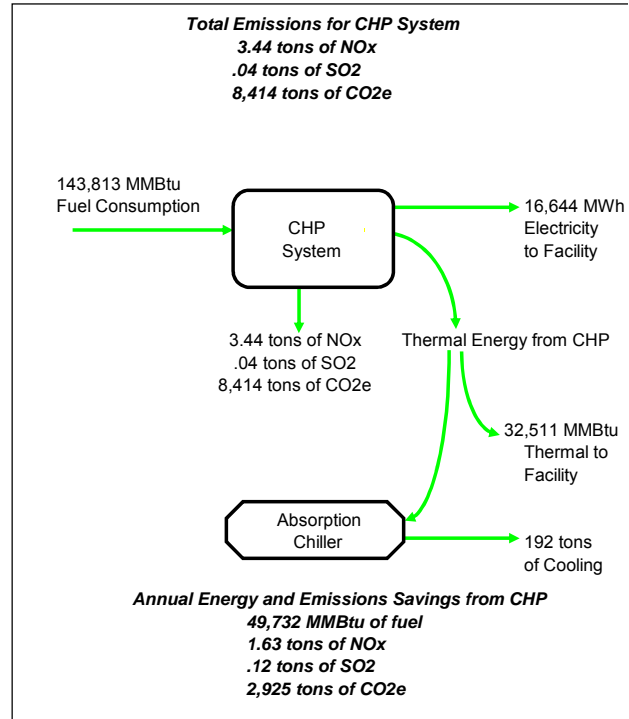 Total Emissions for CHP System
3.44 tons of NOx
.04 tons of SO2
8,414 tons of CO2e
143,813 MMBtu
Fuel Consumption
CHP
System
16,644 MWh
Electricity
to Facility
3.44 tons of NOx
.04 tons of SO2
8,414 tons of CO2e
Thermal Energy from CHP
32,511 MMBtu
Thermal to
Facility
Absorption
Chiller
192 tons
of Cooling
Annual Energy and Emissions Savings from CHP
49,732 MMBtu of fuel
1.63 tons of NOx
.12 tons of SO2
2,925 tons of CO2e